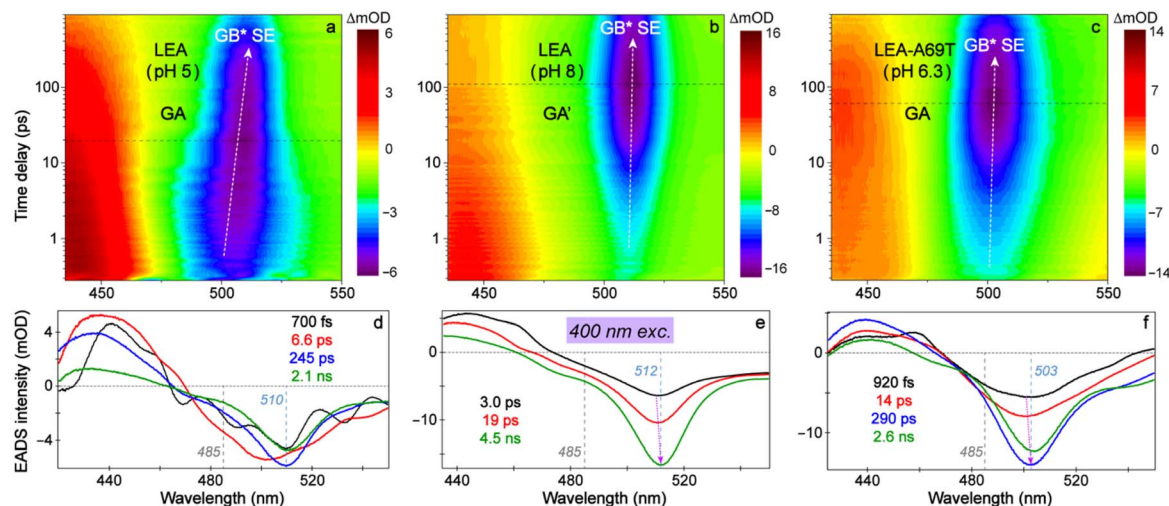 ΔmOD
ΔmOD
ΔmOD
Time delay (ps)
100
10
1
LEA
(pH 5)
GA
GB* SE
a
6
3
0
−3
−6
450
500
550
LEA
(pH 8)
GA'
GB* SE
b
16
8
0
−8
−16
450
500
550
LEA-A69T
(pH 6.3)
GA
GB* SE
c
14
7
0
−7
−14
450
500
550
EADS intensity (mOD)
4
0
−4
700 fs
6.6 ps
245 ps
2.1 ns
d
510
485
440
480
520
Wavelength (nm)
0
−5
−10
−15
400 nm exc.
e
3.0 ps
19 ps
4.5 ns
512
485
440
480
520
Wavelength (nm)
5
0
−5
−10
f
920 fs
14 ps
290 ps
2.6 ns
503
485
440
480
520
Wavelength (nm)